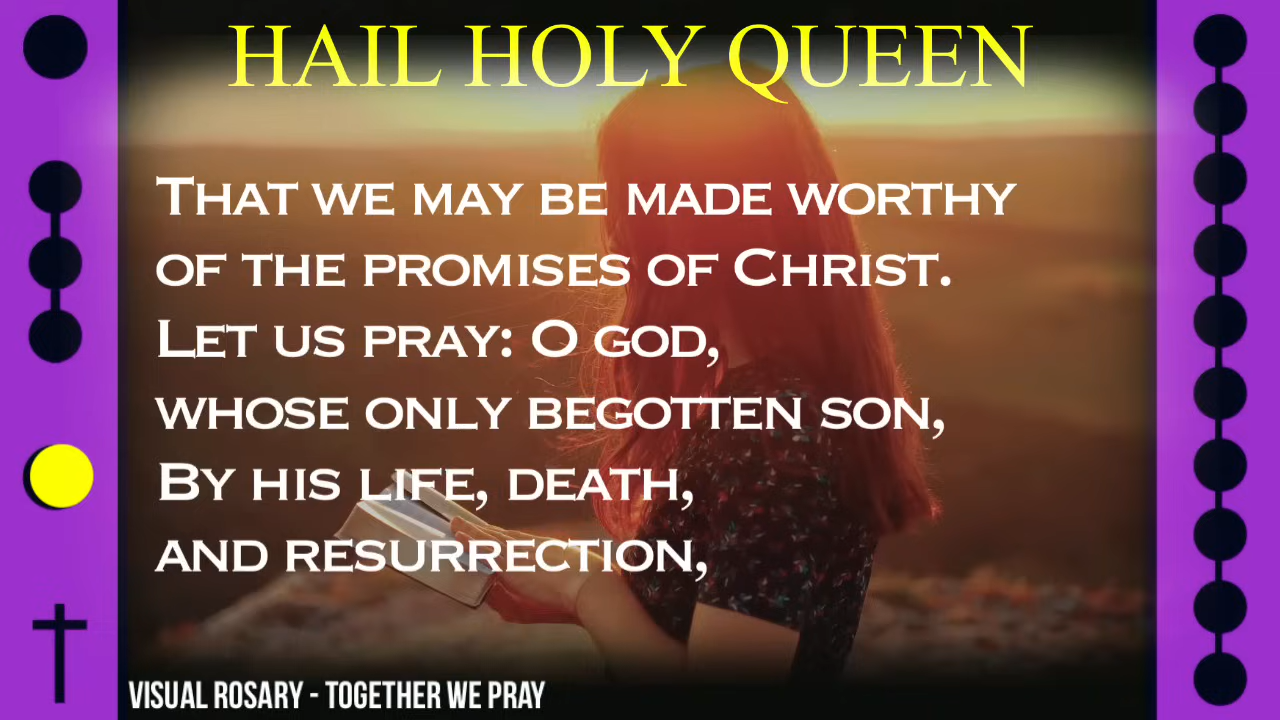 HAIL HOLY QUEEN
That we may be made worthy
of the promises of Christ.
Let us pray: O god,
whose only begotten son,
By his life, death,
and resurrection,
VISUAL ROSARY - TOGETHER WE PRAY